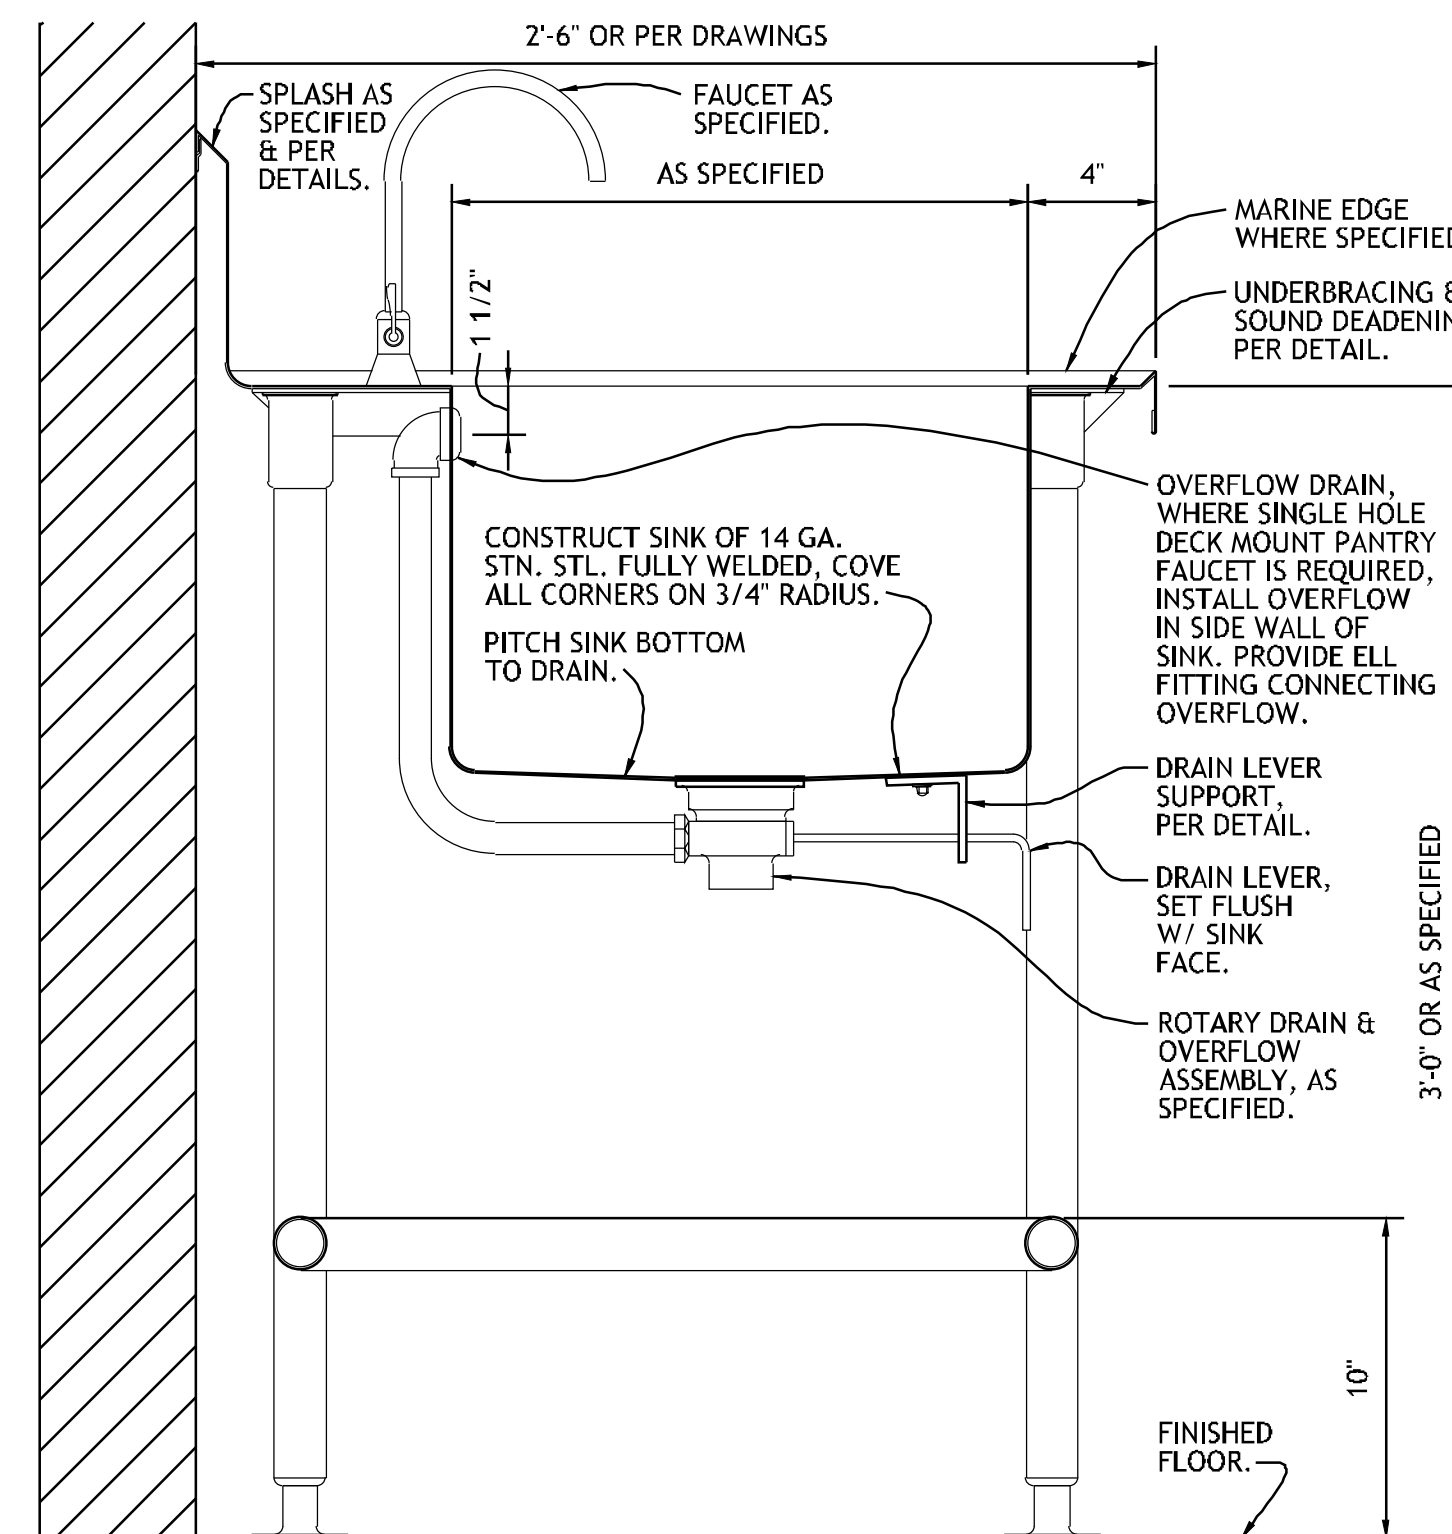 2'-6" OR PER DRAWINGS
SPLASH AS
SPECIFIED
& PER
DETAILS.
FAUCET AS
SPECIFIED.
AS SPECIFIED
4"
MARINE EDGE
WHERE SPECIFIED
UNDERBRACING &
SOUND DEADENIN
PER DETAIL.
1 1/2"
OVERFLOW DRAIN,
WHERE SINGLE HOLE
DECK MOUNT PANTRY
FAUCET IS REQUIRED,
INSTALL OVERFLOW
IN SIDE WALL OF
SINK. PROVIDE ELL
FITTING CONNECTING
OVERFLOW.
CONSTRUCT SINK OF 14 GA.
STN. STL. FULLY WELDED, COVE
ALL CORNERS ON 3/4" RADIUS.
PITCH SINK BOTTOM
TO DRAIN.
DRAIN LEVER
SUPPORT,
PER DETAIL.
DRAIN LEVER,
SET FLUSH
W/ SINK
FACE.
ROTARY DRAIN &
OVERFLOW
ASSEMBLY, AS
SPECIFIED.
3'-0" OR AS SPECIFIED
10"
FINISHED
FLOOR.